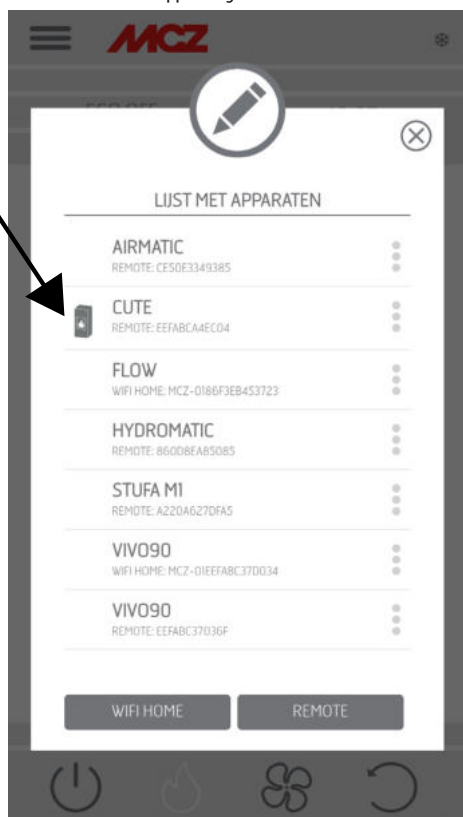 MCZ
LIJST MET APPARATEN
AIRMATIC
REMOTE: CE50E3349385
CUTE
REMOTE: EEFABCA4EC04
FLOW
WIFI HOME: MCZ-0186F3EB453723
HYDROMATIC
REMOTE: 860D8EA85085
STUFA M1
REMOTE: A220A627DFA5
VIVO90
WIFI HOME: MCZ-01EEFABC37D034
VIVO90
REMOTE: EEFABC37036F
WIFI HOME
REMOTE